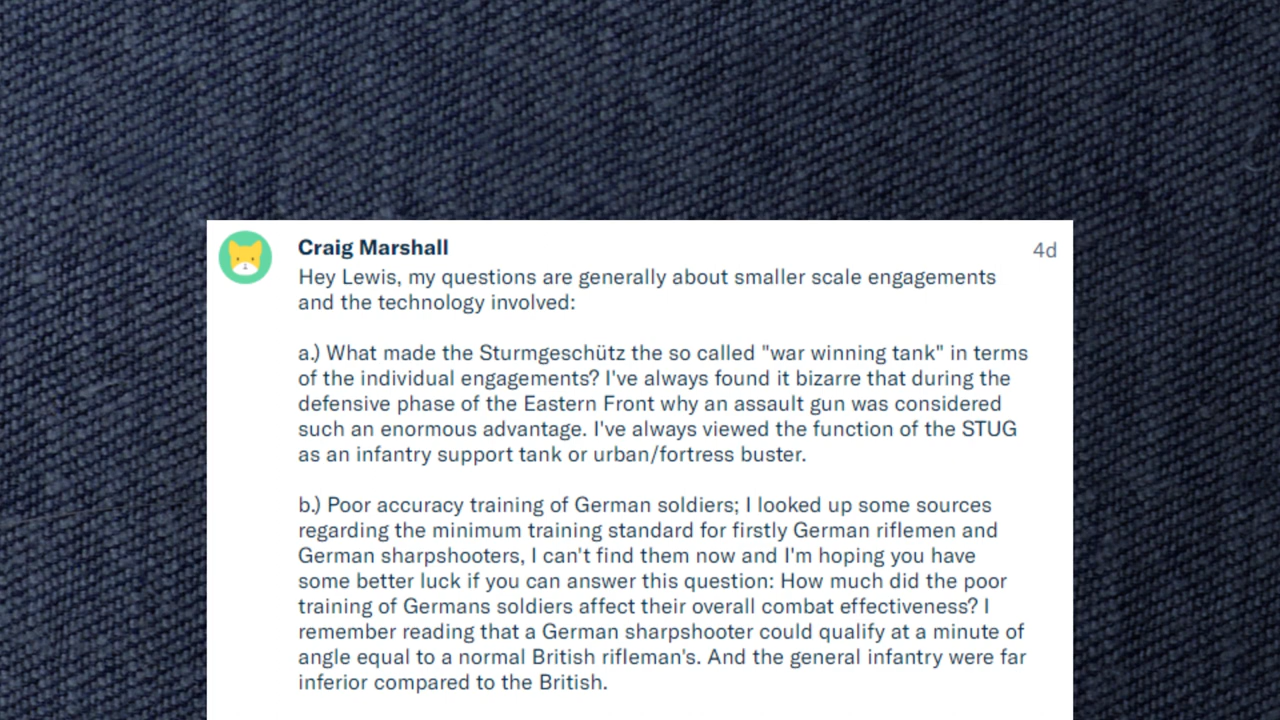 Craig Marshall
4d
Hey Lewis, my questions are generally about smaller scale engagements
and the technology involved:
a.) What made the Sturmgeschütz the so called "war winning tank" in terms
of the individual engagements? I've always found it bizarre that during the
defensive phase of the Eastern Front why an assault gun was considered
such an enormous advantage. I've always viewed the function of the STUG
as an infantry support tank or urban/fortress buster.
b.) Poor accuracy training of German soldiers; I looked up some sources
regarding the minimum training standard for firstly German riflemen and
German sharpshooters, I can't find them now and I'm hoping you have
some better luck if you can answer this question: How much did the poor
training of Germans soldiers affect their overall combat effectiveness? I
remember reading that a German sharpshooter could qualify at a minute of
angle equal to a normal British rifleman's. And the general infantry were far
inferior compared to the British.